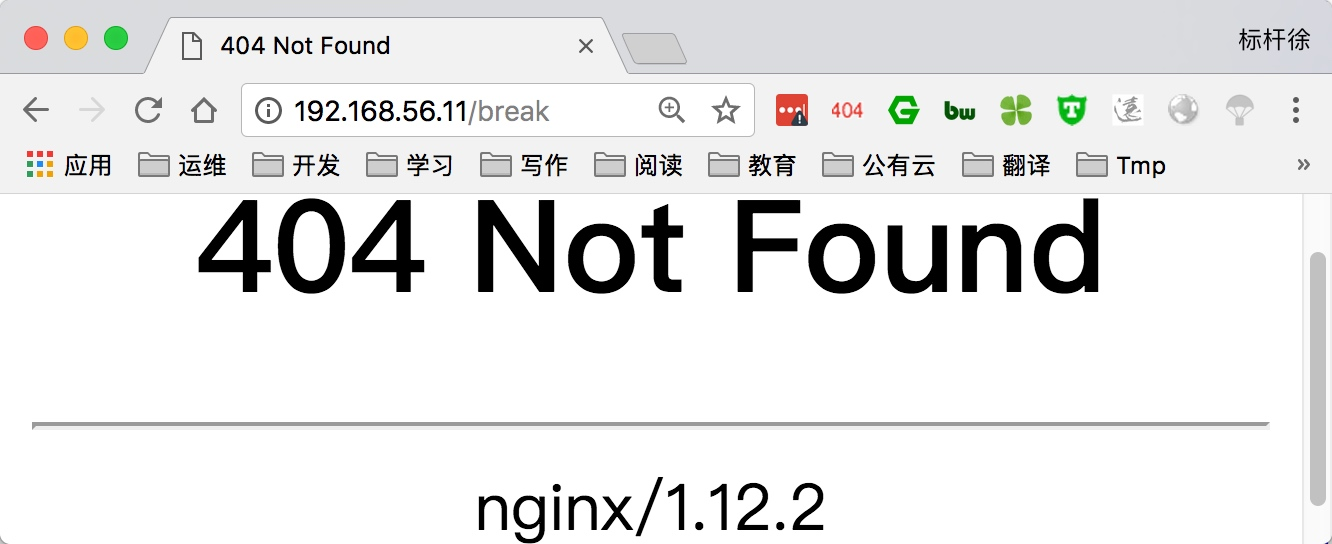 404 Not Found
标杆徐
192.168.56.11/break
404
G
bw
T
应用 运维 开发 学习 写作 阅读 教育 公有云 翻译 Tmp »
404 Not Found
nginx/1.12.2